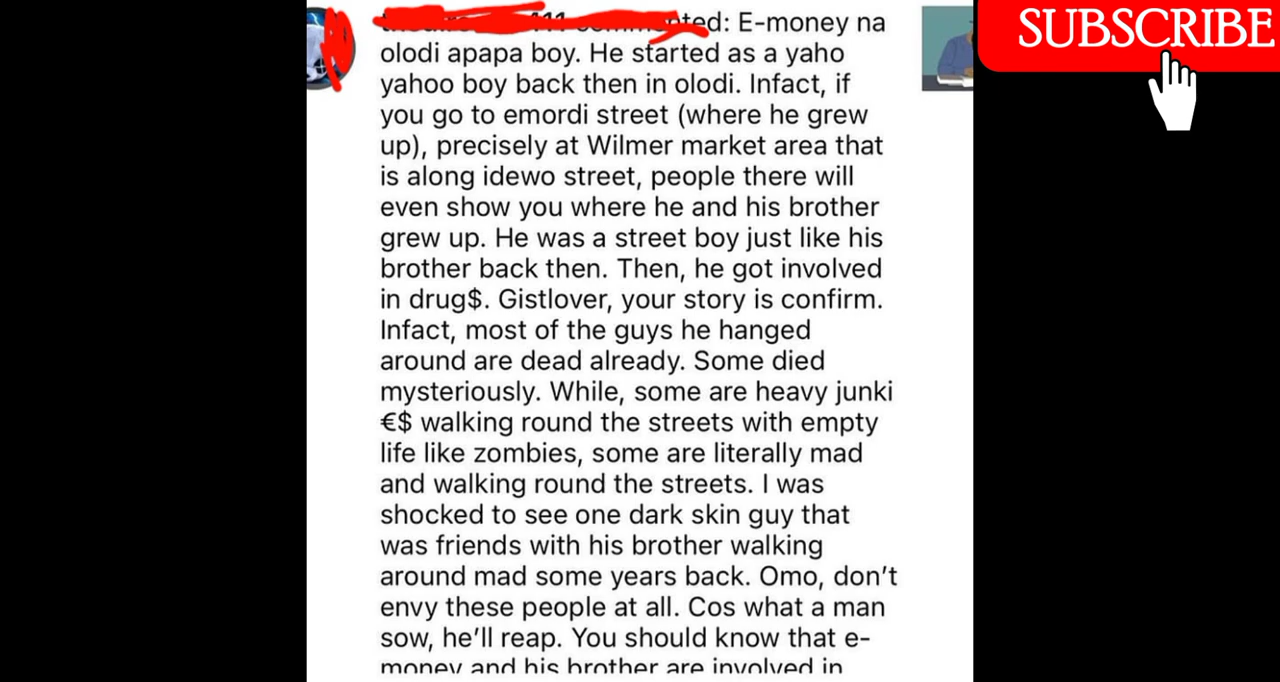 SUBSCRIBE
E-money na
olodi apapa boy. He started as a yaho
yahoo boy back then in olodi. Infact, if
you go to emordi street (where he grew
up), precisely at Wilmer market area that
is along idewo street, people there will
even show you where he and his brother
grew up. He was a street boy just like his
brother back then. Then, he got involved
in drug$. Gistlover, your story is confirm.
Infact, most of the guys he hanged
around are dead already. Some died
mysteriously. While, some are heavy junki
€$ walking round the streets with empty
life like zombies, some are literally mad
and walking round the streets. I was
shocked to see one dark skin guy that
was friends with his brother walking
around mad some years back. Omo, don't
envy these people at all. Cos what a man
sow, he'll reap. You should know that e-
money and his brother are involved in